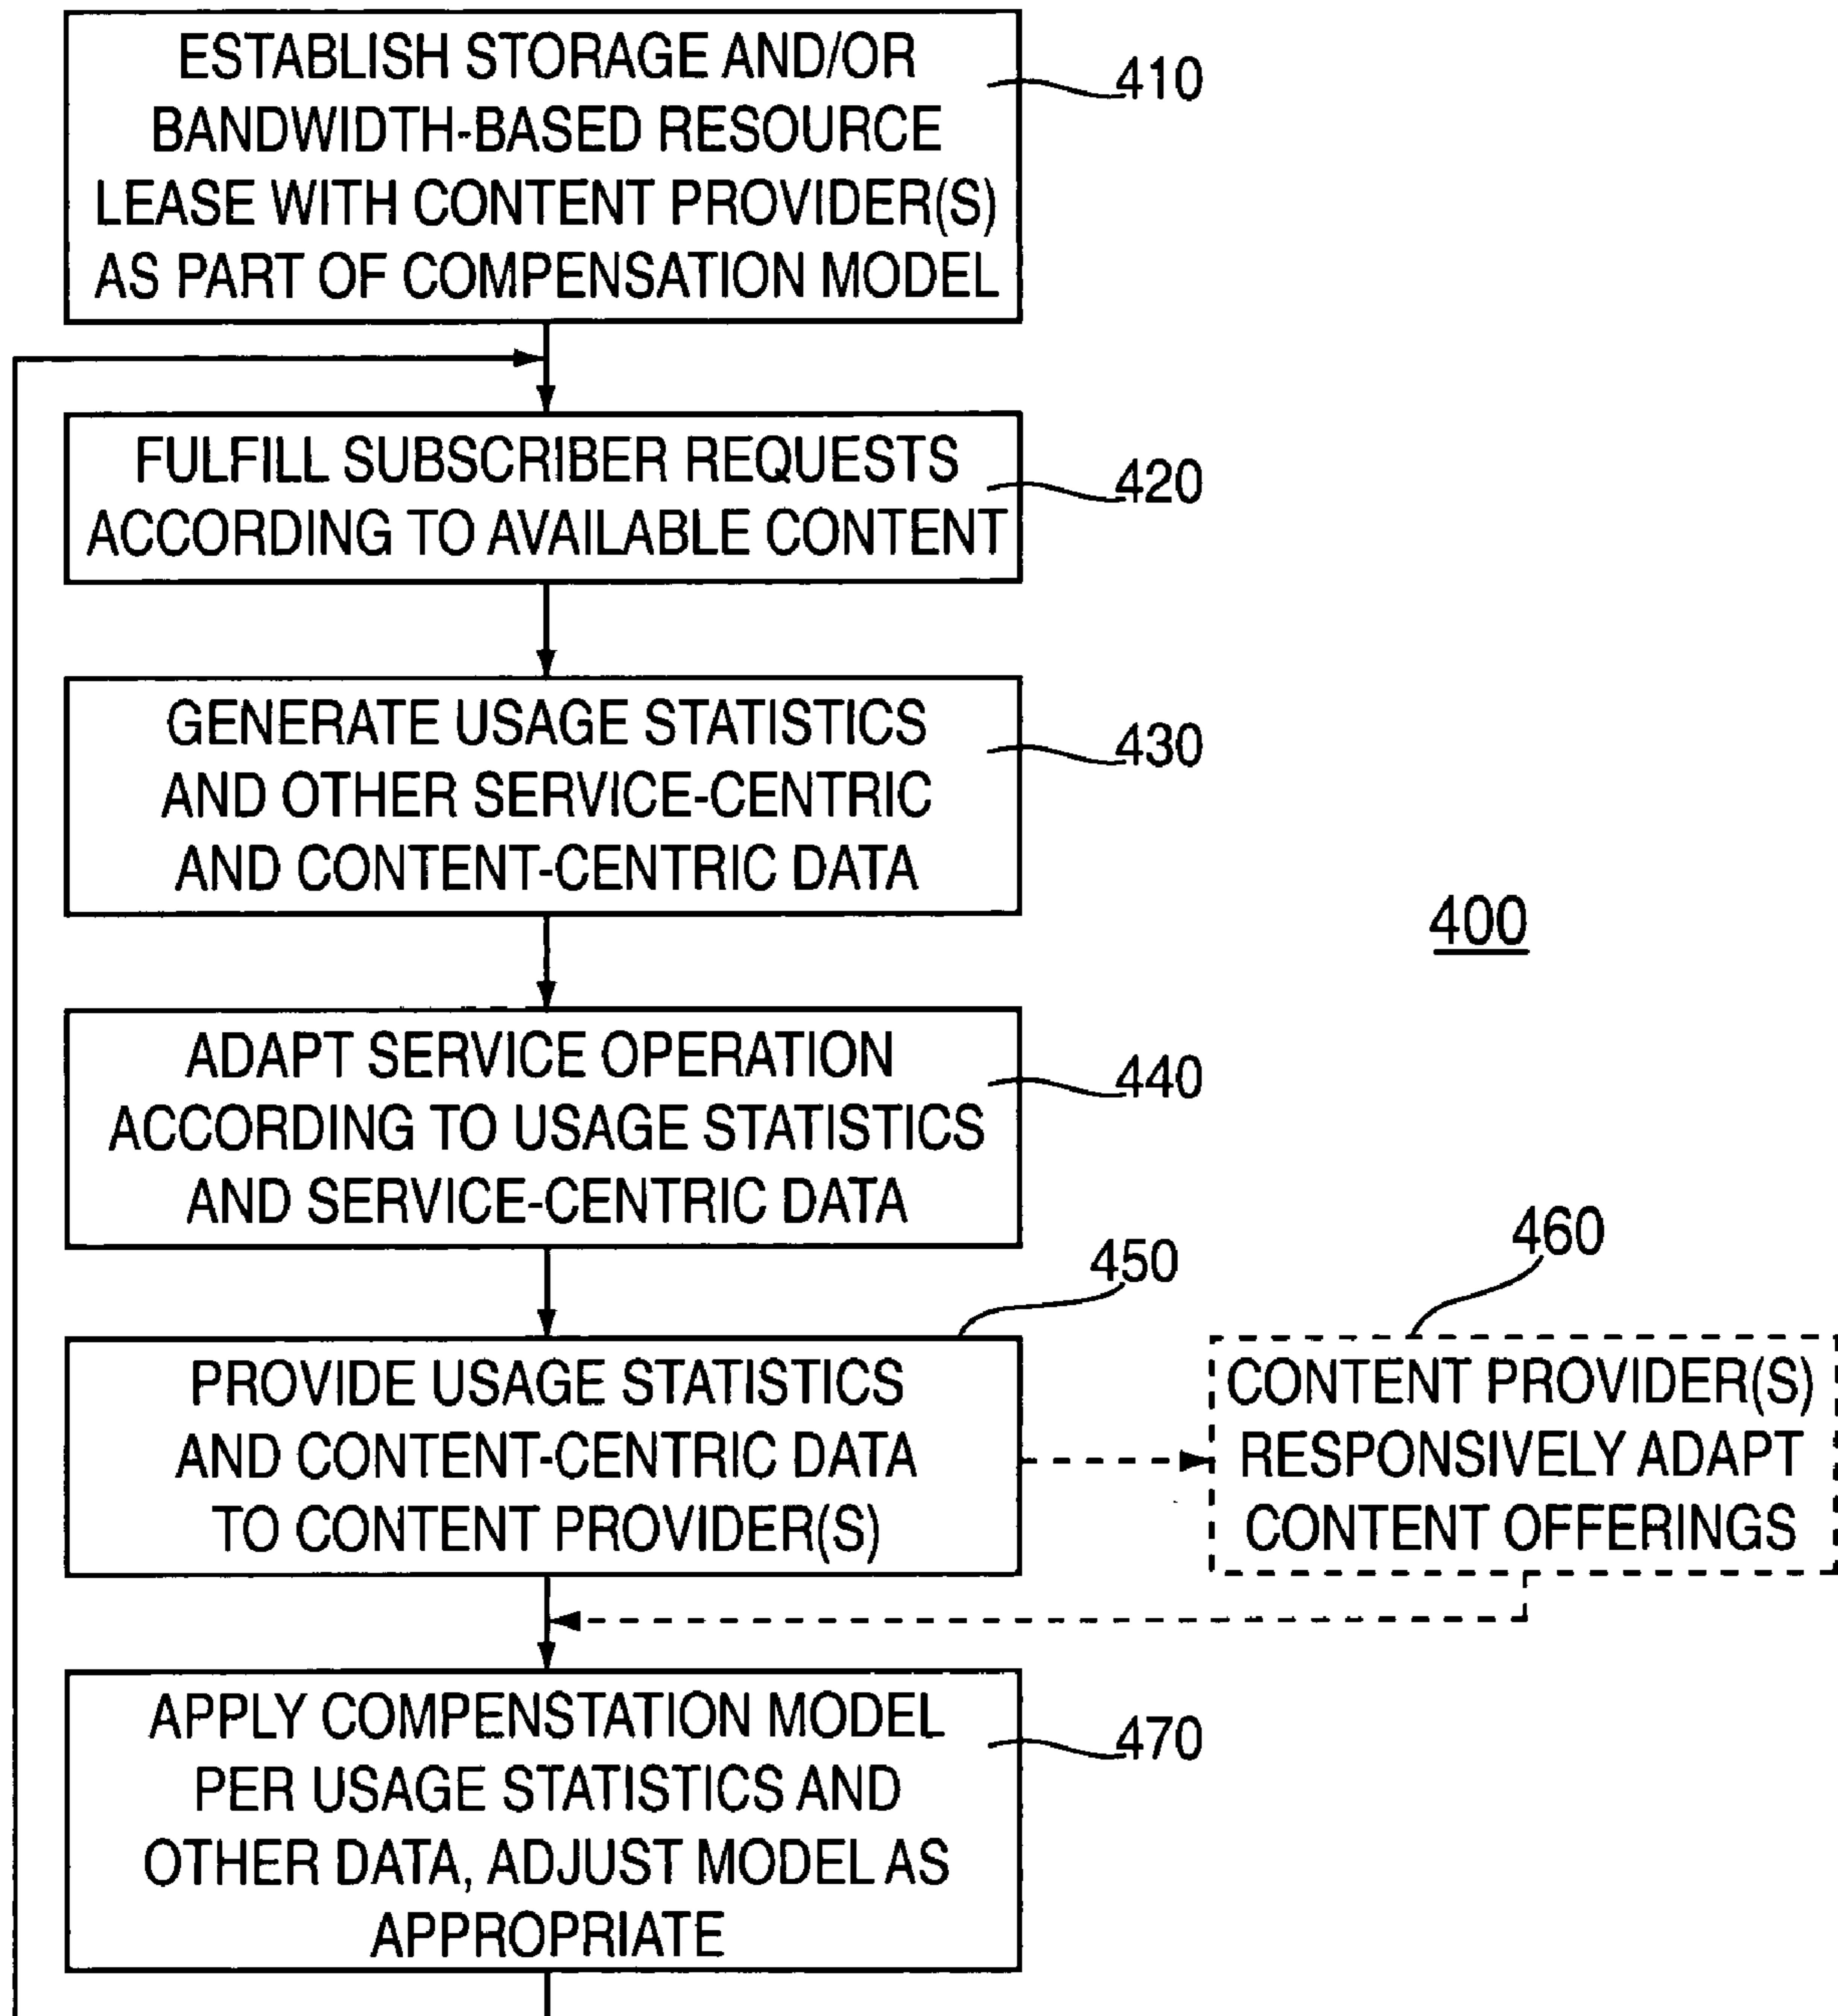 ESTABLISH STORAGE AND/OR
BANDWIDTH-BASED RESOURCE
LEASE WITH CONTENT PROVIDER(S)
AS PART OF COMPENSATION MODEL
410
FULFILL SUBSCRIBER REQUESTS
ACCORDING TO AVAILABLE CONTENT
420
GENERATE USAGE STATISTICS
AND OTHER SERVICE-CENTRIC
AND CONTENT-CENTRIC DATA
430
400
ADAPT SERVICE OPERATION
ACCORDING TO USAGE STATISTICS
AND SERVICE-CENTRIC DATA
440
450
PROVIDE USAGE STATISTICS
AND CONTENT-CENTRIC DATA
TO CONTENT PROVIDER(S)
460
CONTENT PROVIDER(S)
RESPONSIVELY ADAPT
CONTENT OFFERINGS
APPLY COMPENSTATION MODEL
PER USAGE STATISTICS AND
OTHER DATA, ADJUST MODEL AS
APPROPRIATE
470